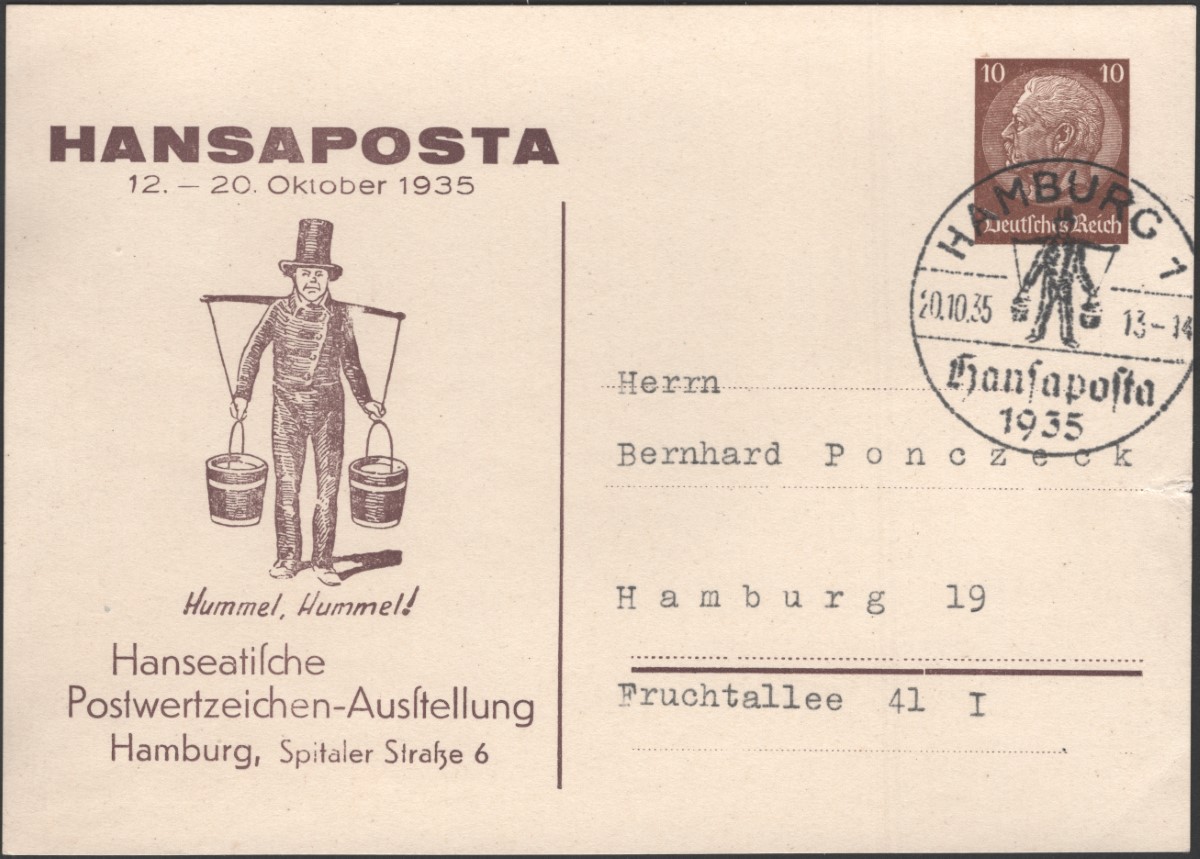 HANSAPOSTA
12. – 20. Oktober 1935
Hummel, Hummel!
Hanseatiſche
Postwertzeichen-Ausſtellung
Hamburg, Spitaler Straße 6
10 10
Deutſches Reich
HAMBURG 1
20.10.35 13-14
Hanſapoſta
1935
Herrn
Bernhard Ponczeck
Hamburg 19
Fruchtallee 41 I